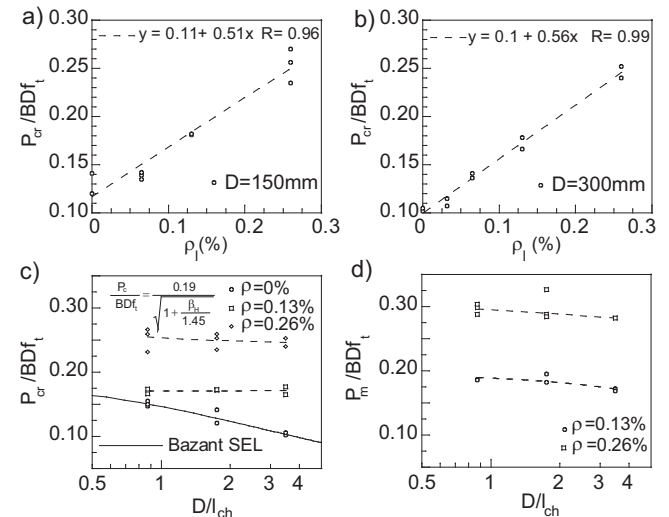 a)
y = 0.11+ 0.51x R= 0.96
P_cr/BDf_t
0.30
0.25
0.20
0.15
0.10
D=150mm
0 0.1 0.2 0.3
ρ_l(%)
b)
y = 0.1 + 0.56x R= 0.99
P_cr/BDf_t
0.30
0.25
0.20
0.15
0.10
D=300mm
0 0.1 0.2 0.3
ρ_l(%)
c)
P_c/BDf_t = 0.19/√(1+β_H/1.45)
ρ=0%
ρ=0.13%
ρ=0.26%
P_cr/BDf_t
0.30
0.20
0.10
Bazant SEL
0.5 1 2 3 4
D/l_ch
d)
P_m/BDf_t
0.30
0.20
0.10
ρ=0.13%
ρ=0.26%
0.5 1 2 3 4
D/l_ch